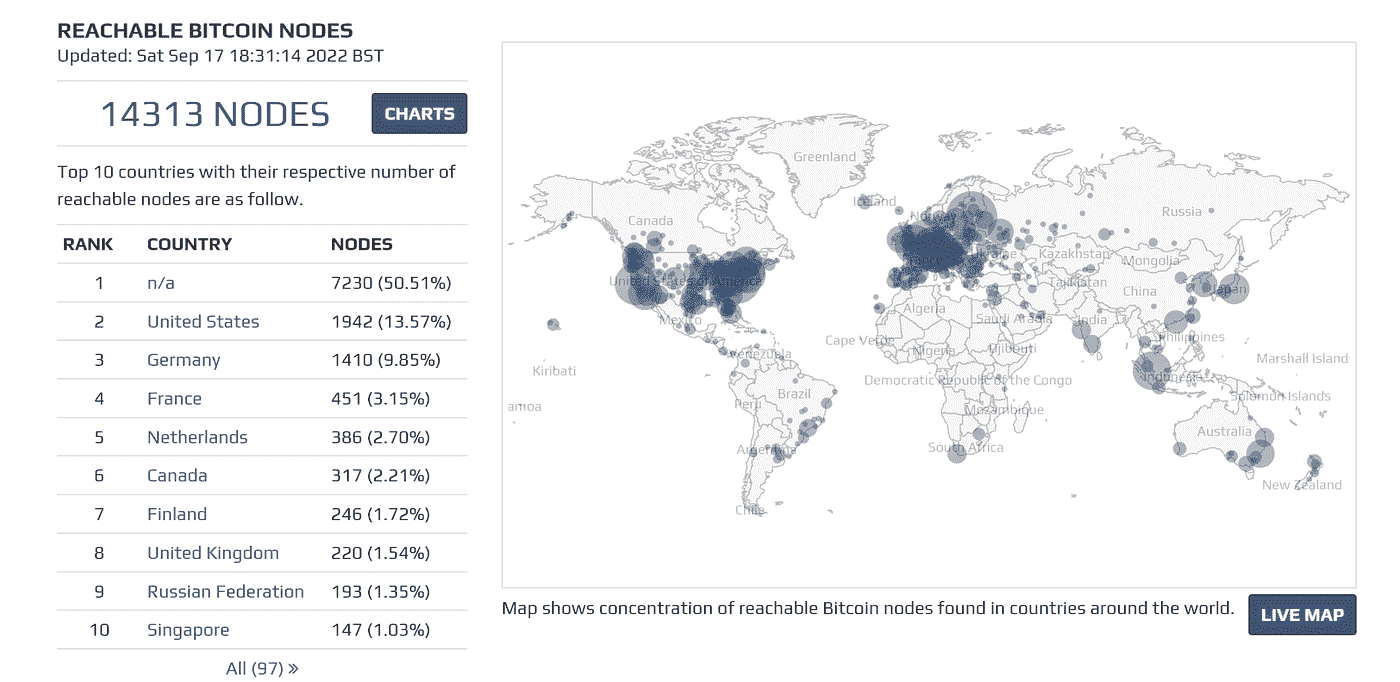 REACHABLE BITCOIN NODES
Updated: Sat Sep 17 18:31:14 2022 BST
14313 NODES
CHARTS
Top 10 countries with their respective number of
reachable nodes are as follow.
RANK COUNTRY NODES
1 n/a 7230 (50.51%)
2 United States 1942 (13.57%)
3 Germany 1410 (9.85%)
4 France 451 (3.15%)
5 Netherlands 386 (2.70%)
6 Canada 317 (2.21%)
7 Finland 246 (1.72%)
8 United Kingdom 220 (1.54%)
9 Russian Federation 193 (1.35%)
10 Singapore 147 (1.03%)
All (97) »
Greenland
Iceland
Norway
Russia
Canada
Kazakhstan
Mongolia
United States of America
Tajikistan
China
Japan
Algeria
Saudi Arabia
India
Mexico
Cape Verde
Philippines
Nigeria
Djibouti
Venezuela
Marshall Island
Kiribati
Democratic Republic of the Congo
Indonesia
Brazil
Solomon Islands
Peru
amoa
Mozambique
Australia
Argentina
South Africa
New Zealand
Chile
Map shows concentration of reachable Bitcoin nodes found in countries around the world.
LIVE MAP